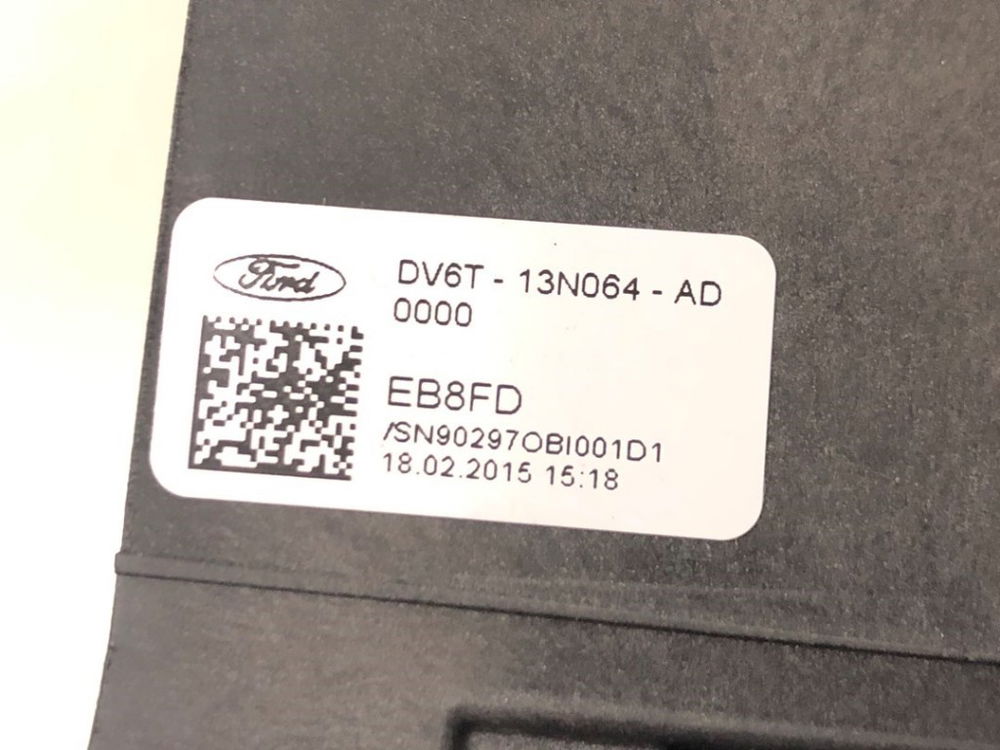 Ford
DV6T - 13N064 - AD
0000
EB8FD
/SN90297OBI001D1
18.02.2015 15:18